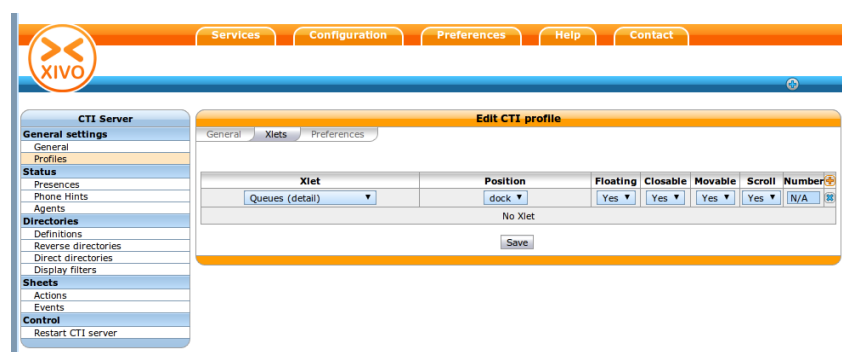 Services Configuration Preferences Help Contact
XIVO
CTI Server
General settings
General
Profiles
Status
Presences
Phone Hints
Agents
Directories
Definitions
Reverse directories
Direct directories
Display filters
Sheets
Actions
Events
Control
Restart CTI server
Edit CTI profile
General Xlets Preferences
Xlet Position Floating Closable Movable Scroll Number
Queues (detail) dock Yes Yes Yes Yes N/A
No Xlet
Save